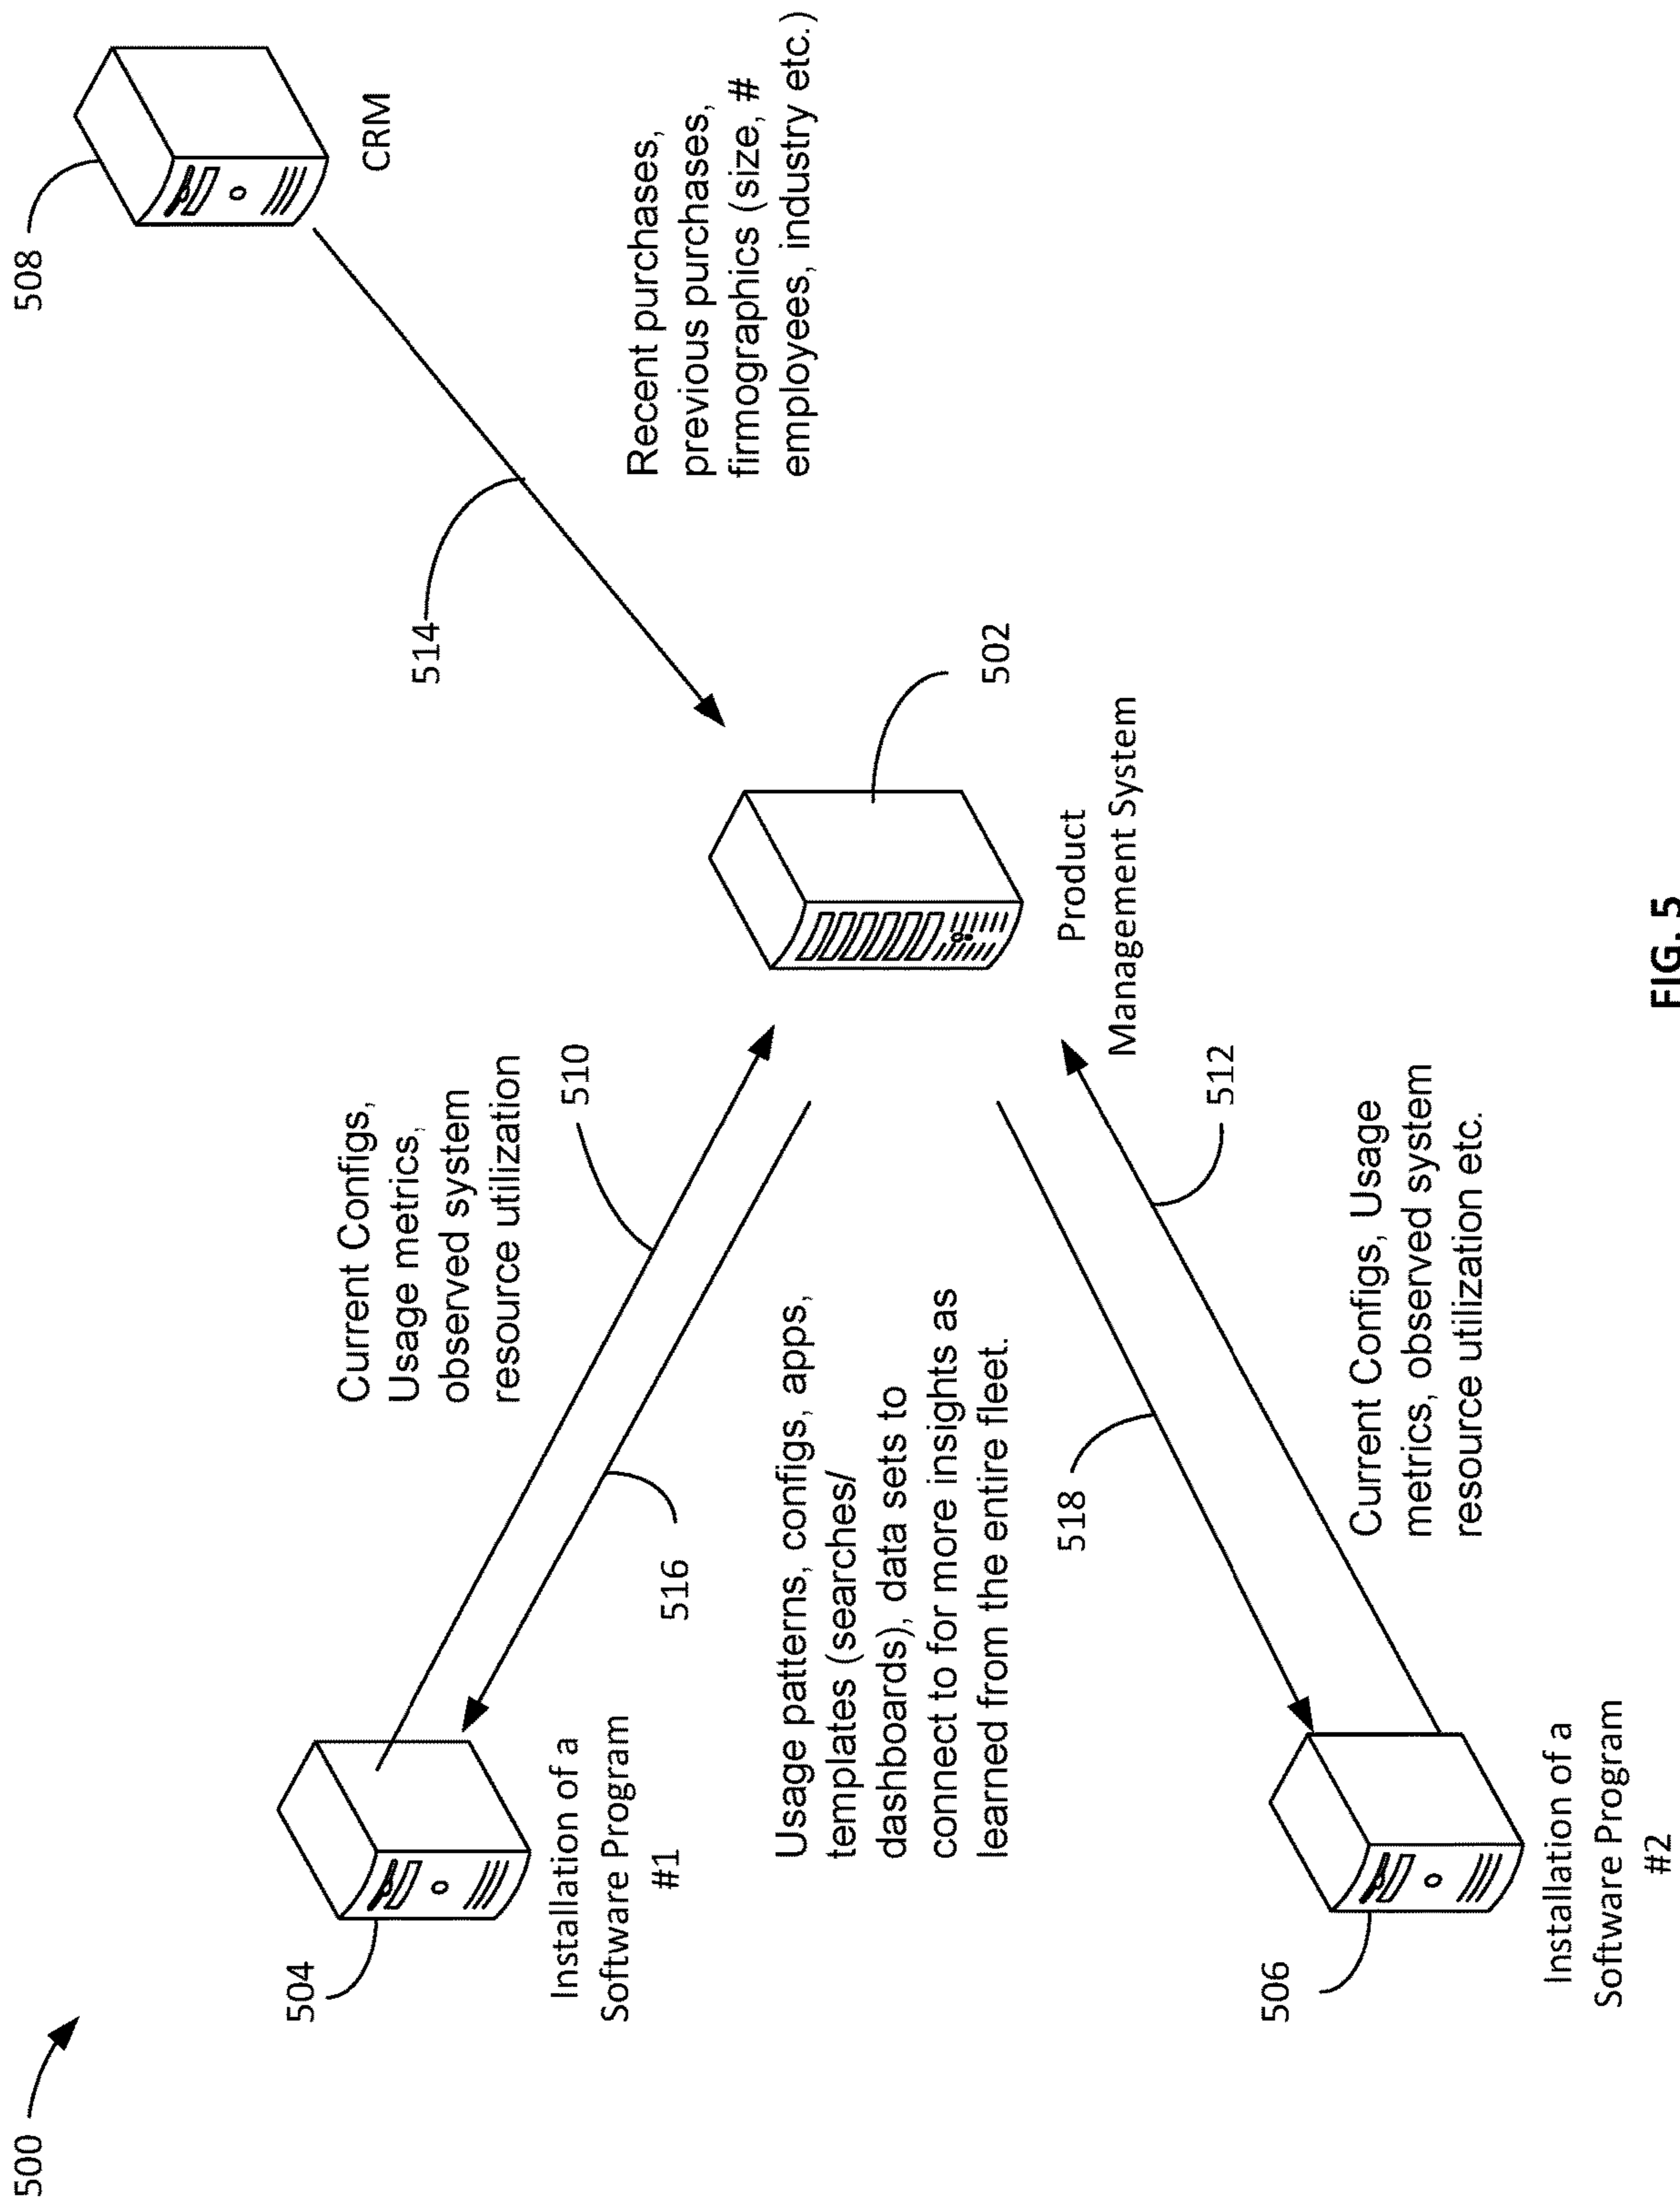 500
508
CRM
504
Installation of a
Software Program
#1
Current Configs,
Usage metrics,
observed system
resource utilization
510
514
Recent purchases,
previous purchases,
firmographics (size, #
employees, industry etc.)
516
Usage patterns, configs, apps,
templates (searches/
dashboards), data sets to
connect to for more insights as
learned from the entire fleet.
502
Product
Management System
518
512
506
Installation of a
Software Program
#2
Current Configs, Usage
metrics, observed system
resource utilization etc.
FIG. 5